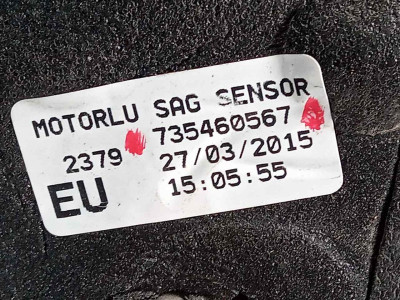 MOTORLU SAG SENSOR
2379 735460567
27/03/2015
EU 15:05:55